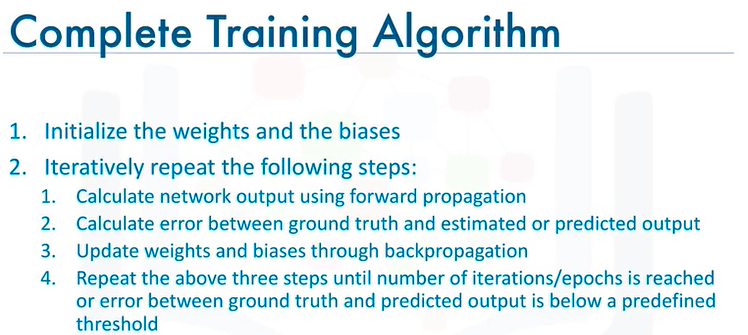 Complete Training Algorithm
1. Initialize the weights and the biases
2. Iteratively repeat the following steps:
1. Calculate network output using forward propagation
2. Calculate error between ground truth and estimated or predicted output
3. Update weights and biases through backpropagation
4. Repeat the above three steps until number of iterations/epochs is reached
or error between ground truth and predicted output is below a predefined
threshold